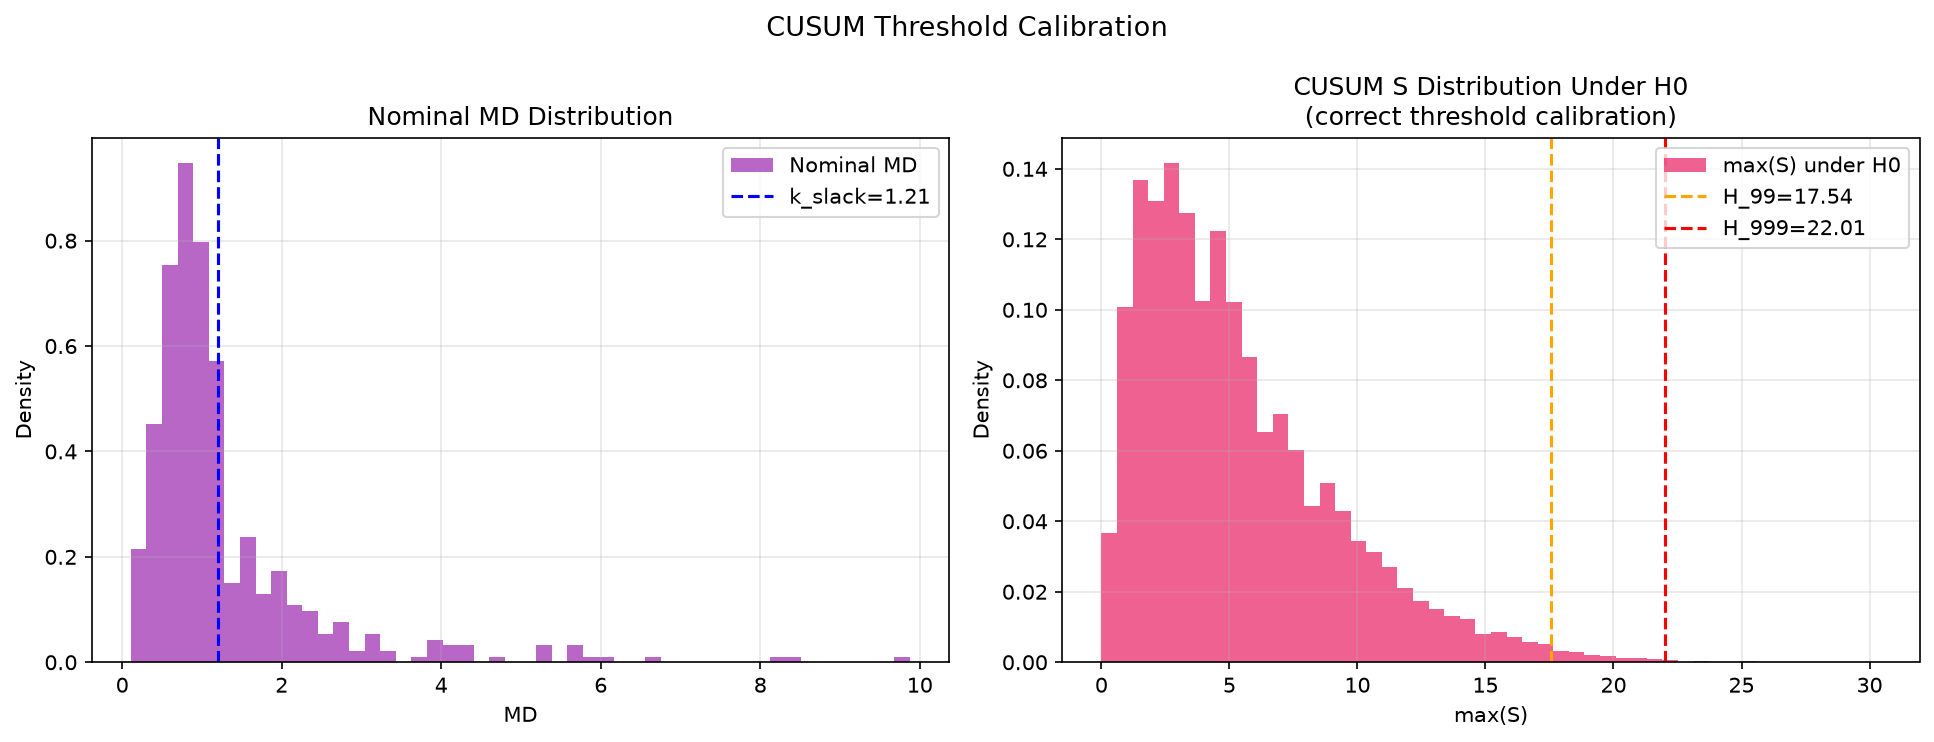 CUSUM Threshold Calibration
Nominal MD Distribution
Nominal MD
k_slack=1.21
0.8
0.6
0.4
0.2
0.0
Density
0 2 4 6 8 10
MD
CUSUM S Distribution Under H0
(correct threshold calibration)
max(S) under H0
H_99=17.54
H_999=22.01
0.14
0.12
0.10
0.08
0.06
0.04
0.02
0.00
Density
0 5 10 15 20 25 30
max(S)